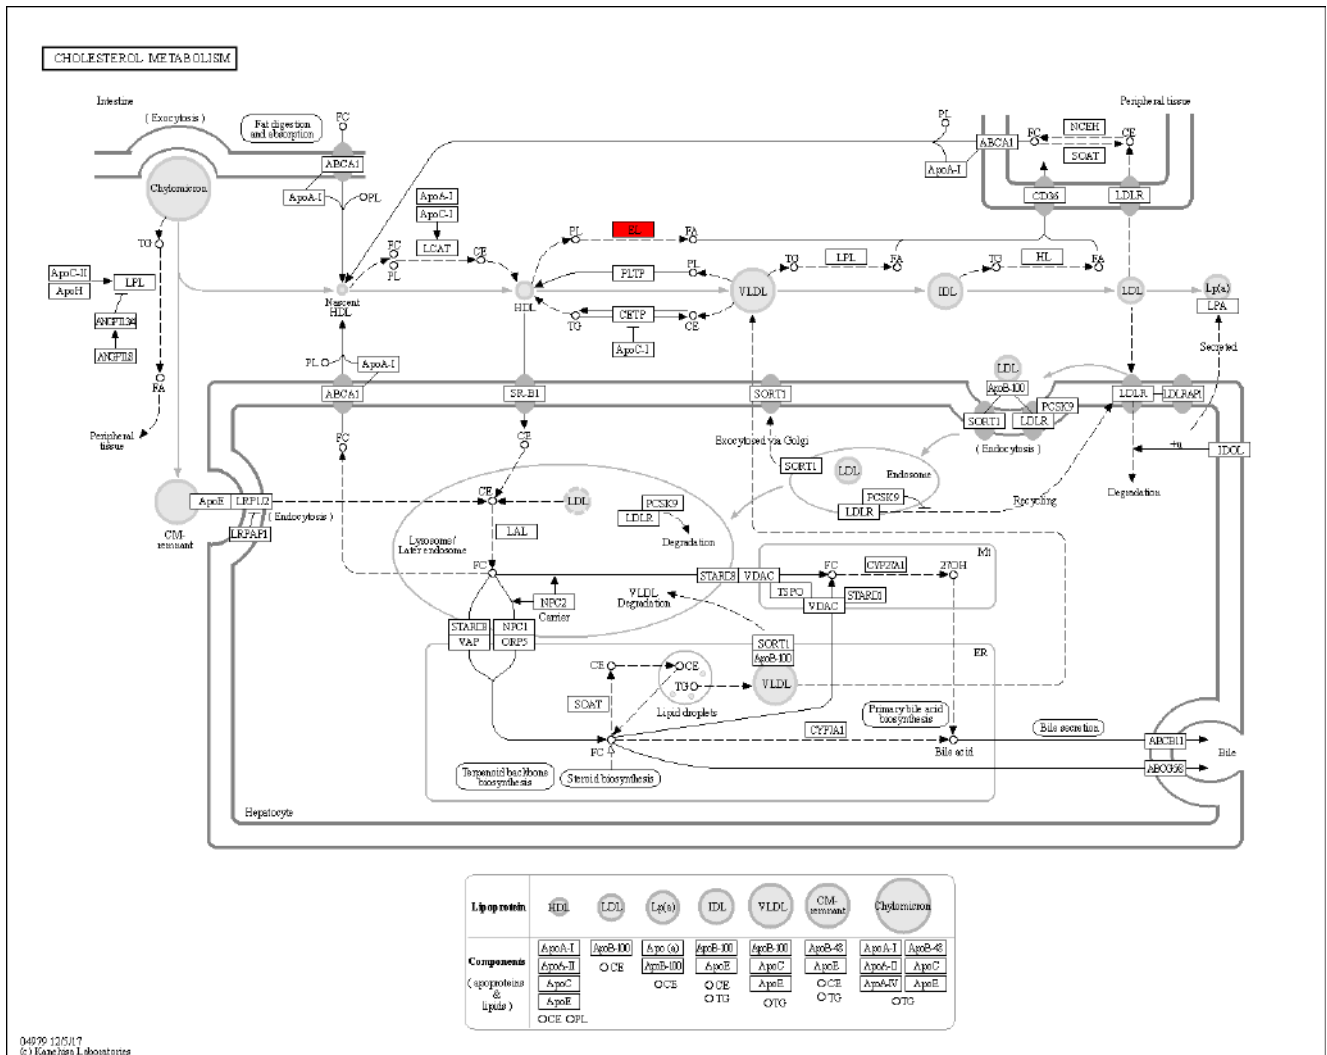 CHOLESTEROL METABOLISM
Intestine
( Exocytosis )
Fat digestion
and absorption
FC
ABCA1
ApoA-I
PL
Chylomicron
TG
ApoC-II
ApoH
LPL
ANGPTL3/4
ANGPTL8
FA
Peripheral
tissue
Peripheral tissue
PL
ABCA1
ApoA-I
FC
NCEH
CE
SOAT
CD36
LDLR
ApoA-I
ApoC-I
LCAT
FC
PL
CE
Nascent
HDL
HDL
PL
EL
FA
PLTP
PL
TG
CETP
CE
ApoC-I
VLDL
TG
LPL
FA
IDL
TG
HL
FA
LDL
Lp(a)
LPA
Secreted
PL
ApoA-I
ABCA1
FC
SR-B1
CE
SORT1
Exocytosed via Golgi
LDL
ApoB-100
SORT1
LDLR
PCSK9
( Endocytosis )
LDLR
LDLRAP1
IDOL
+u
Degradation
SORT1
LDL
Endosome
PCSK9
LDLR
Recycling
CM-
remnant
ApoE
LRP1/2
( Endocytosis )
LRPAP1
CE
LDL
LAL
Lysosome/
Later endosome
PCSK9
LDLR
Degradation
FC
NPC2
Carrier
STARD3
VAP
NPC1
ORP5
STARD3
VDAC
Mt
FC
CYP27A1
27OH
TSPO
VDAC
STARD1
VLDL
Degradation
SORT1
ApoB-100
VLDL
ER
CE
CE
TG
Lipid droplets
SOAT
FC
Primary bile acid
biosynthesis
CYP7A1
Bile acid
Bile secretion
ABCB11
ABCG58
Bile
Terpenoid backbone
biosynthesis
Steroid biosynthesis
Hepatocyte
Lipoprotein
HDL
LDL
Lp(a)
IDL
VLDL
CM-
remnant
Chylomicron
Components
( apoproteins
&
lipids )
ApoA-I
ApoA-II
ApoC
ApoE
CE PL
ApoB-100
CE
Apo (a)
ApoB-100
CE
ApoB-100
ApoE
CE
TG
ApoB-100
ApoC
ApoE
TG
ApoB-48
ApoE
CE
TG
ApoA-I ApoB-48
ApoA-II ApoC
ApoA-IV ApoE
TG
04979 12/5/17
(c) Kanehisa Laboratories